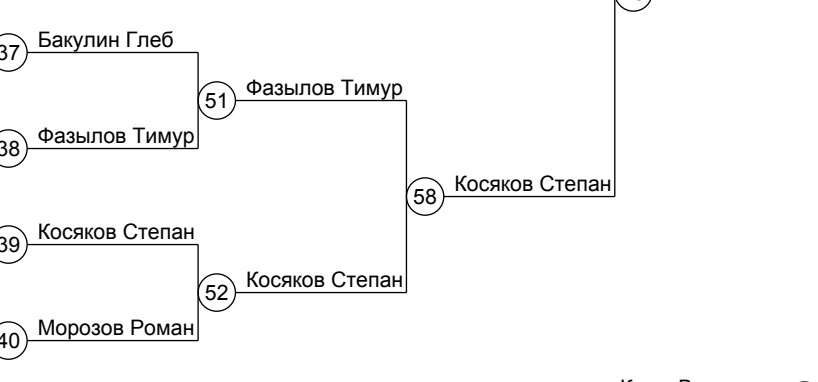 37 Бакулин Глеб
51 Фазылов Тимур
38 Фазылов Тимур
58 Косяков Степан
39 Косяков Степан
52 Косяков Степан
40 Морозов Роман